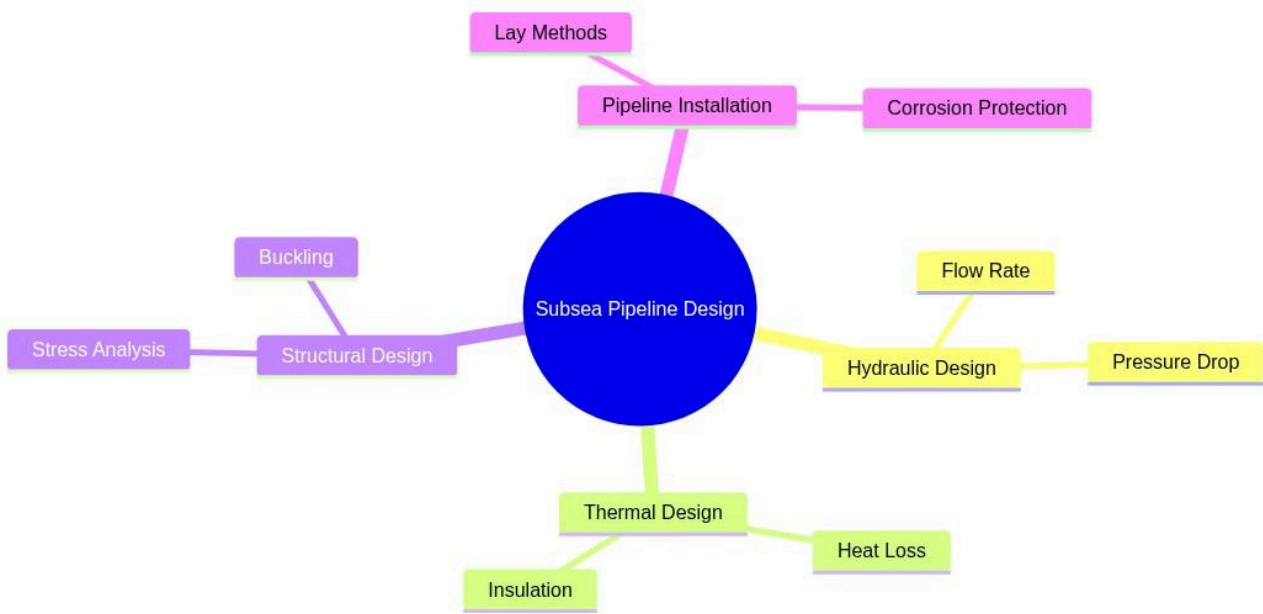 Lay Methods
Pipeline Installation
Corrosion Protection
Buckling
Flow Rate
Subsea Pipeline Design
Stress Analysis
Structural Design
Hydraulic Design
Pressure Drop
Thermal Design
Heat Loss
Insulation